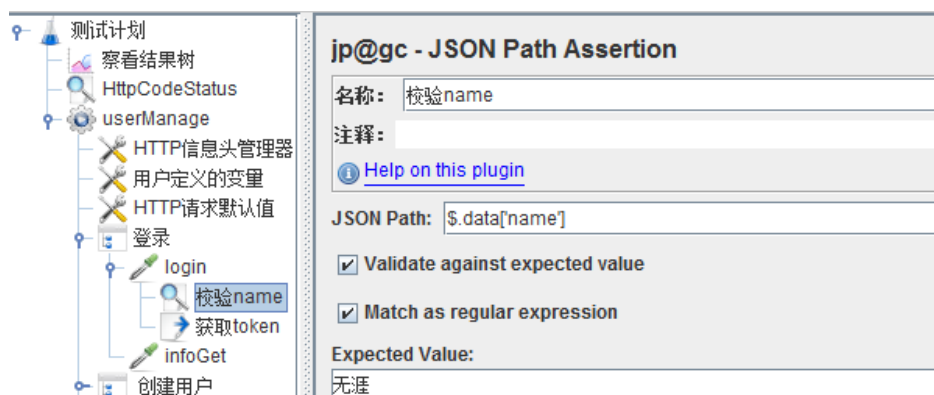 测试计划
察看结果树
HttpCodeStatus
userManage
HTTP信息头管理器
用户定义的变量
HTTP请求默认值
登录
login
校验name
获取token
infoGet
创建用户
jp@gc - JSON Path Assertion
名称： 校验name
注释：
Help on this plugin
JSON Path: $.data['name']
Validate against expected value
Match as regular expression
Expected Value:
无涯